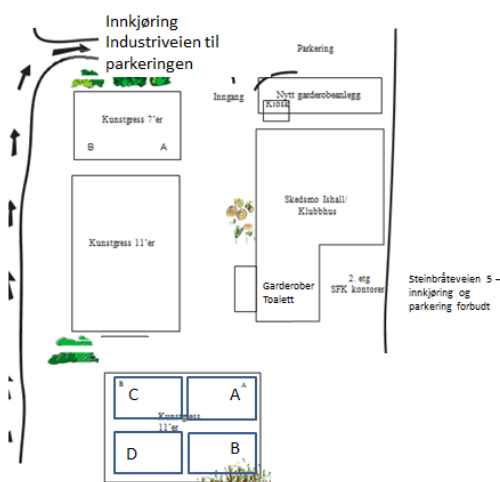 Innkjøring
Industriveien til
parkeringen
Parkering
Inngang
Nytt garderobeanlegg
Kiosk
Kunstgress 7'er
B A
Skedsmo Ishall/
Klubbhus
Kunstgress 11'er
Garderober
Toalett
2. etg
SFK kontorer
Steinbråteveien 5 –
innkjøring og
parkering forbudt
B
C
A
A
Kunstgress
11'er
D
B